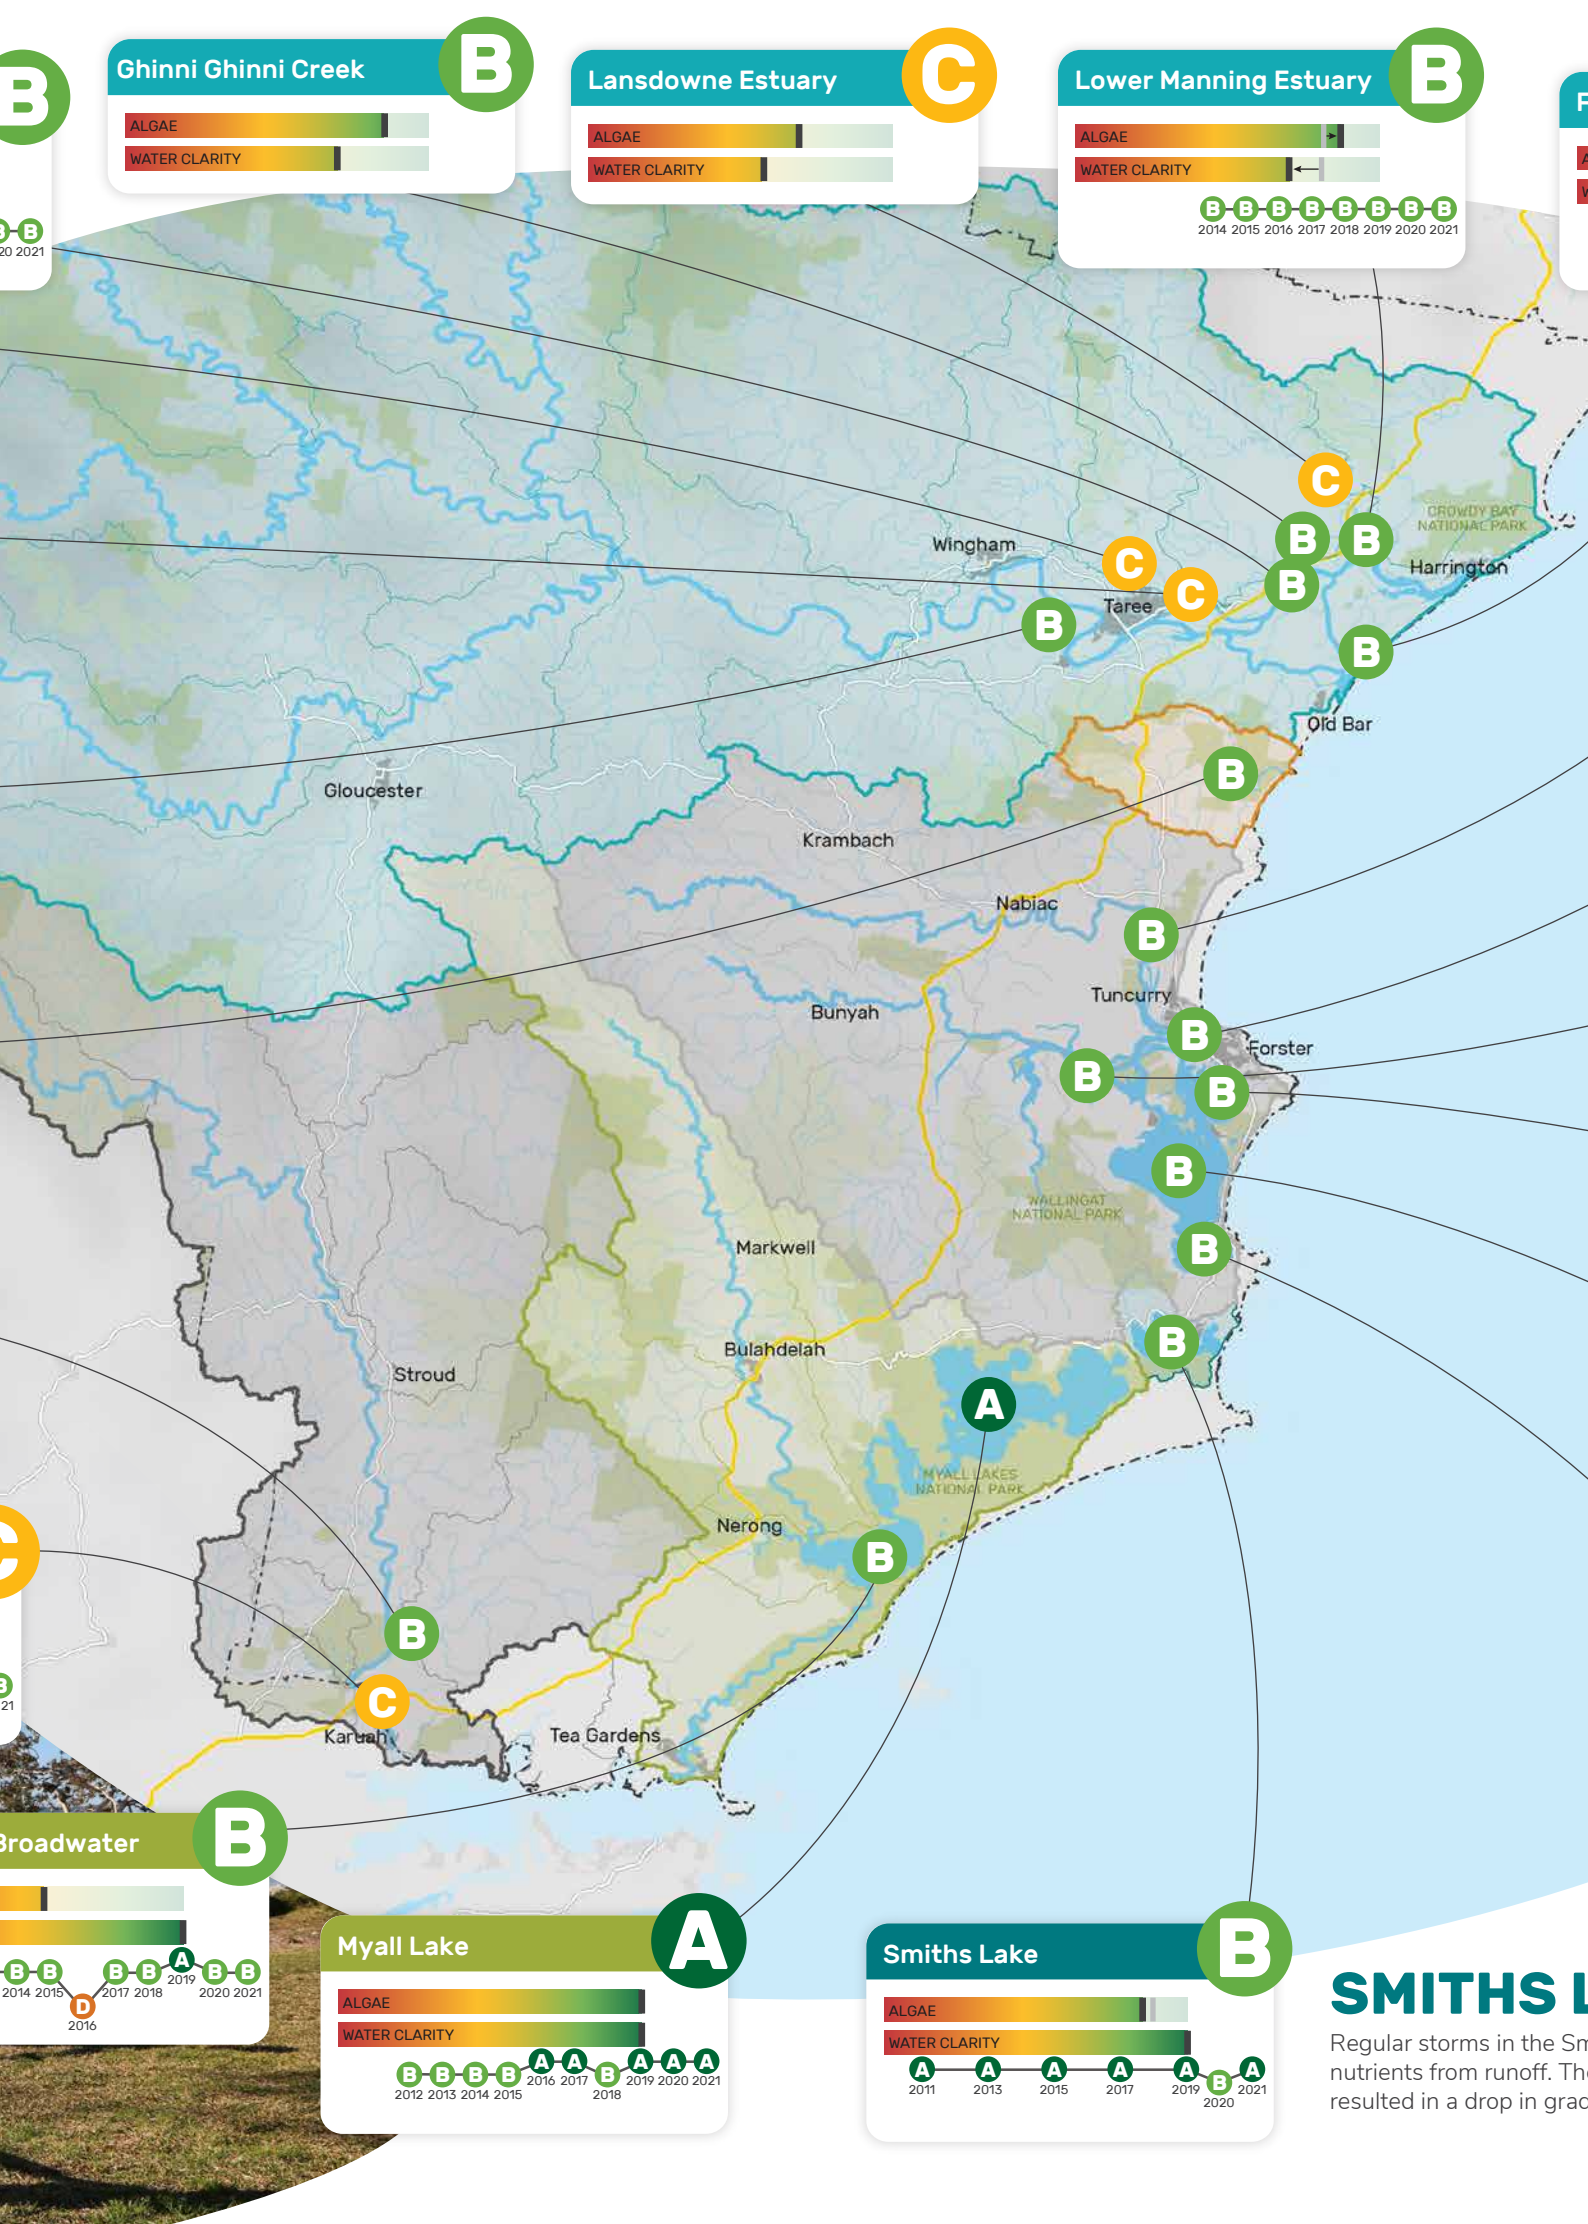 B
20 2021
B
Ghinni Ghinni Creek
B
ALGAE
WATER CLARITY
Lansdowne Estuary
C
ALGAE
WATER CLARITY
Lower Manning Estuary
B
ALGAE
WATER CLARITY
B B B B B B B B
2014 2015 2016 2017 2018 2019 2020 2021
C
CROWDY BAY
NATIONAL PARK
B
B
Wingham
C
Harrington
B
C
Taree
B
B
Old Bar
B
Gloucester
Krambach
Nabiac
B
Tuncurry
Bunyah
B
Forster
B
B
B
WALLINGAT
NATIONAL PARK
Markwell
B
B
Bulahdelah
Stroud
A
MYALL LAKES
NATIONAL PARK
Nerong
B
C
B
B
21
C
Karuah
Tea Gardens
Broadwater
B
B B D B B A B B
2014 2015 2016 2017 2018 2019 2020 2021
Myall Lake
A
ALGAE
WATER CLARITY
B B B B A A B A A A
2012 2013 2014 2015 2016 2017 2018 2019 2020 2021
Smiths Lake
B
ALGAE
WATER CLARITY
A A A A A B A
2011 2013 2015 2017 2019 2020 2021
SMITHS L
Regular storms in the Sm
nutrients from runoff. The
resulted in a drop in grad